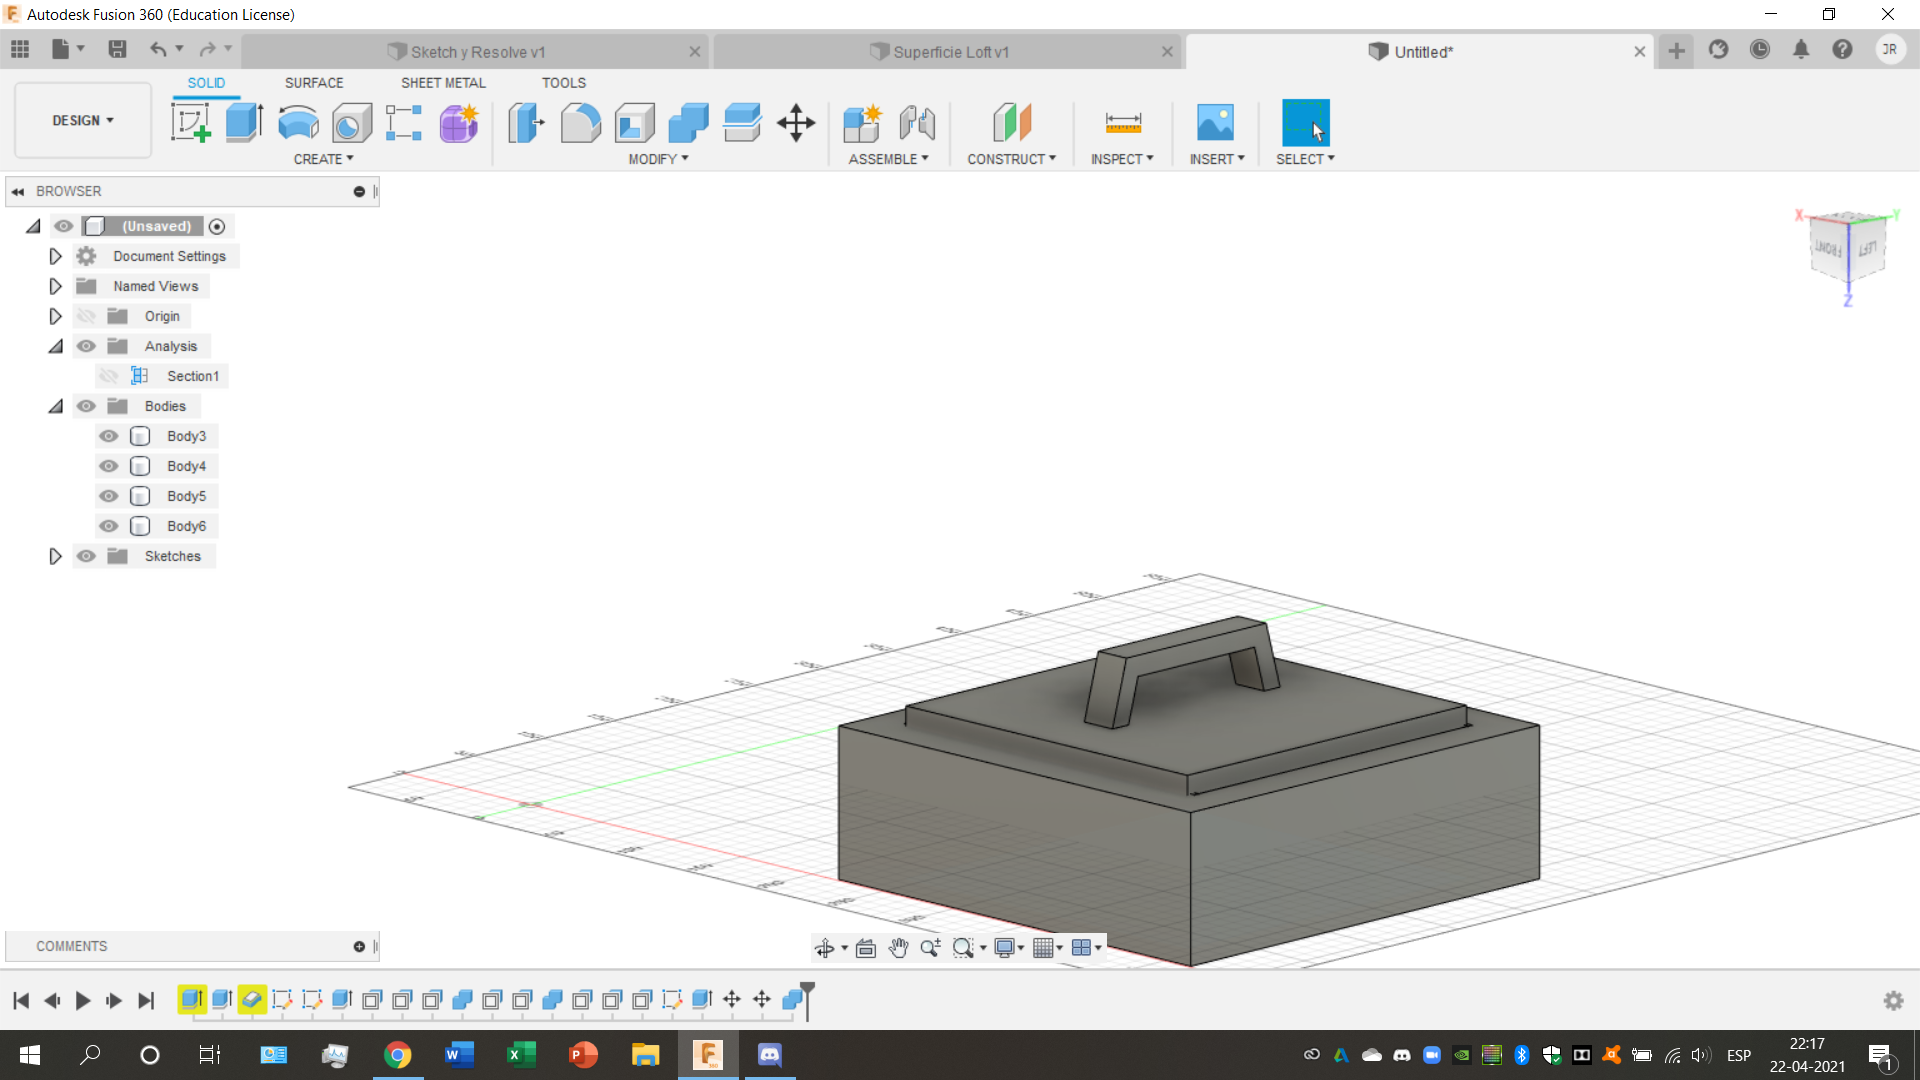 Autodesk Fusion 360 (Education License)
Sketch y Resolve v1
Superficie Loft v1
Untitled*
JR
SOLID
SURFACE
SHEET METAL
TOOLS
DESIGN
CREATE
MODIFY
ASSEMBLE
CONSTRUCT
INSPECT
INSERT
SELECT
BROWSER
(Unsaved)
Document Settings
Named Views
Origin
Analysis
Section1
Bodies
Body3
Body4
Body5
Body6
Sketches
X
Y
FRONT
LEFT
Z
COMMENTS
ESP
22:17
22-04-2021
1